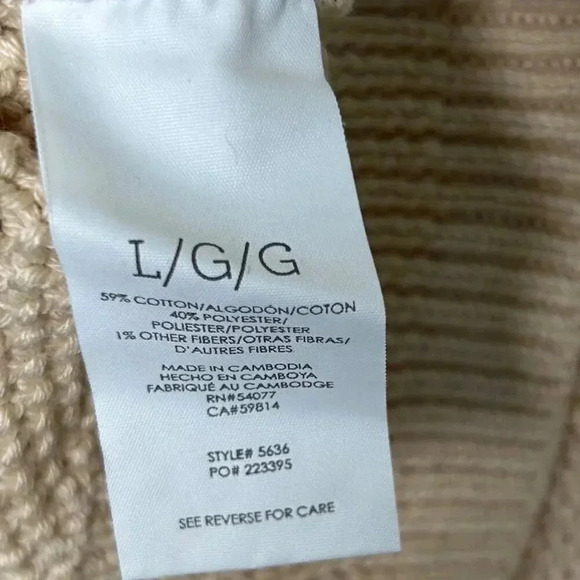 L/G/G
59% COTTON/ALGODÓN/COTON
40% POLYESTER/
POLIESTER/POLYESTER
1% OTHER FIBERS/OTRAS FIBRAS/
D'AUTRES FIBRES
MADE IN CAMBODIA
HECHO EN CAMBOYA
FABRIQUÉ AU CAMBODGE
RN#54077
CA#59814
STYLE# 5636
PO# 223395
SEE REVERSE FOR CARE